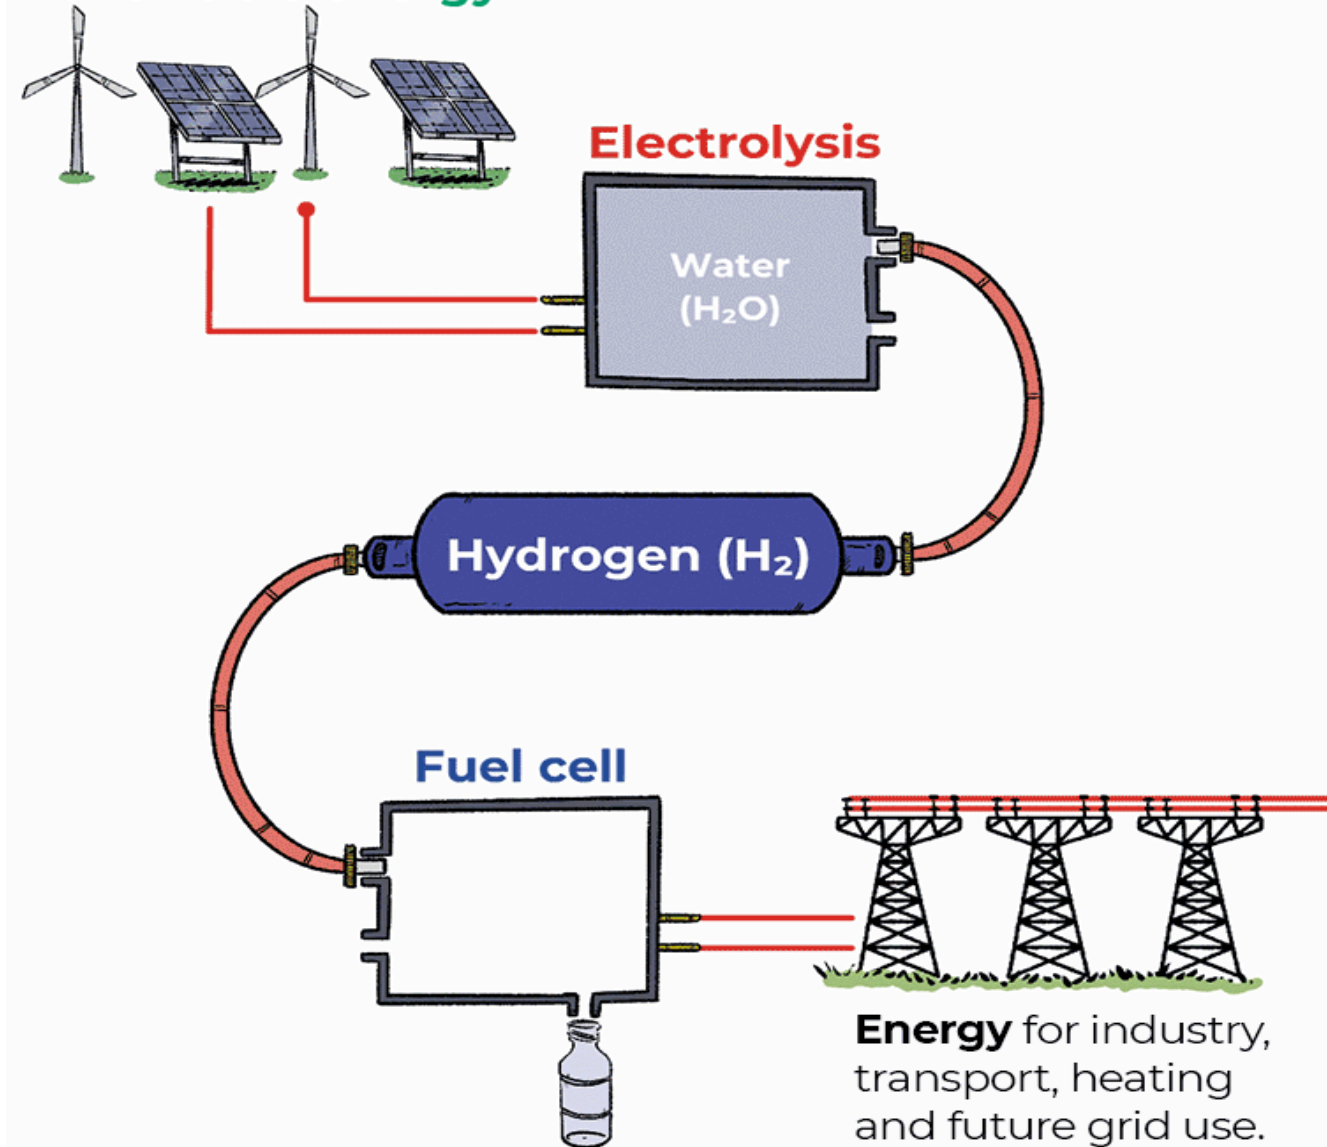 Electrolysis
Water
(H₂O)
Hydrogen (H₂)
Fuel cell
Energy for industry,
transport, heating
and future grid use.